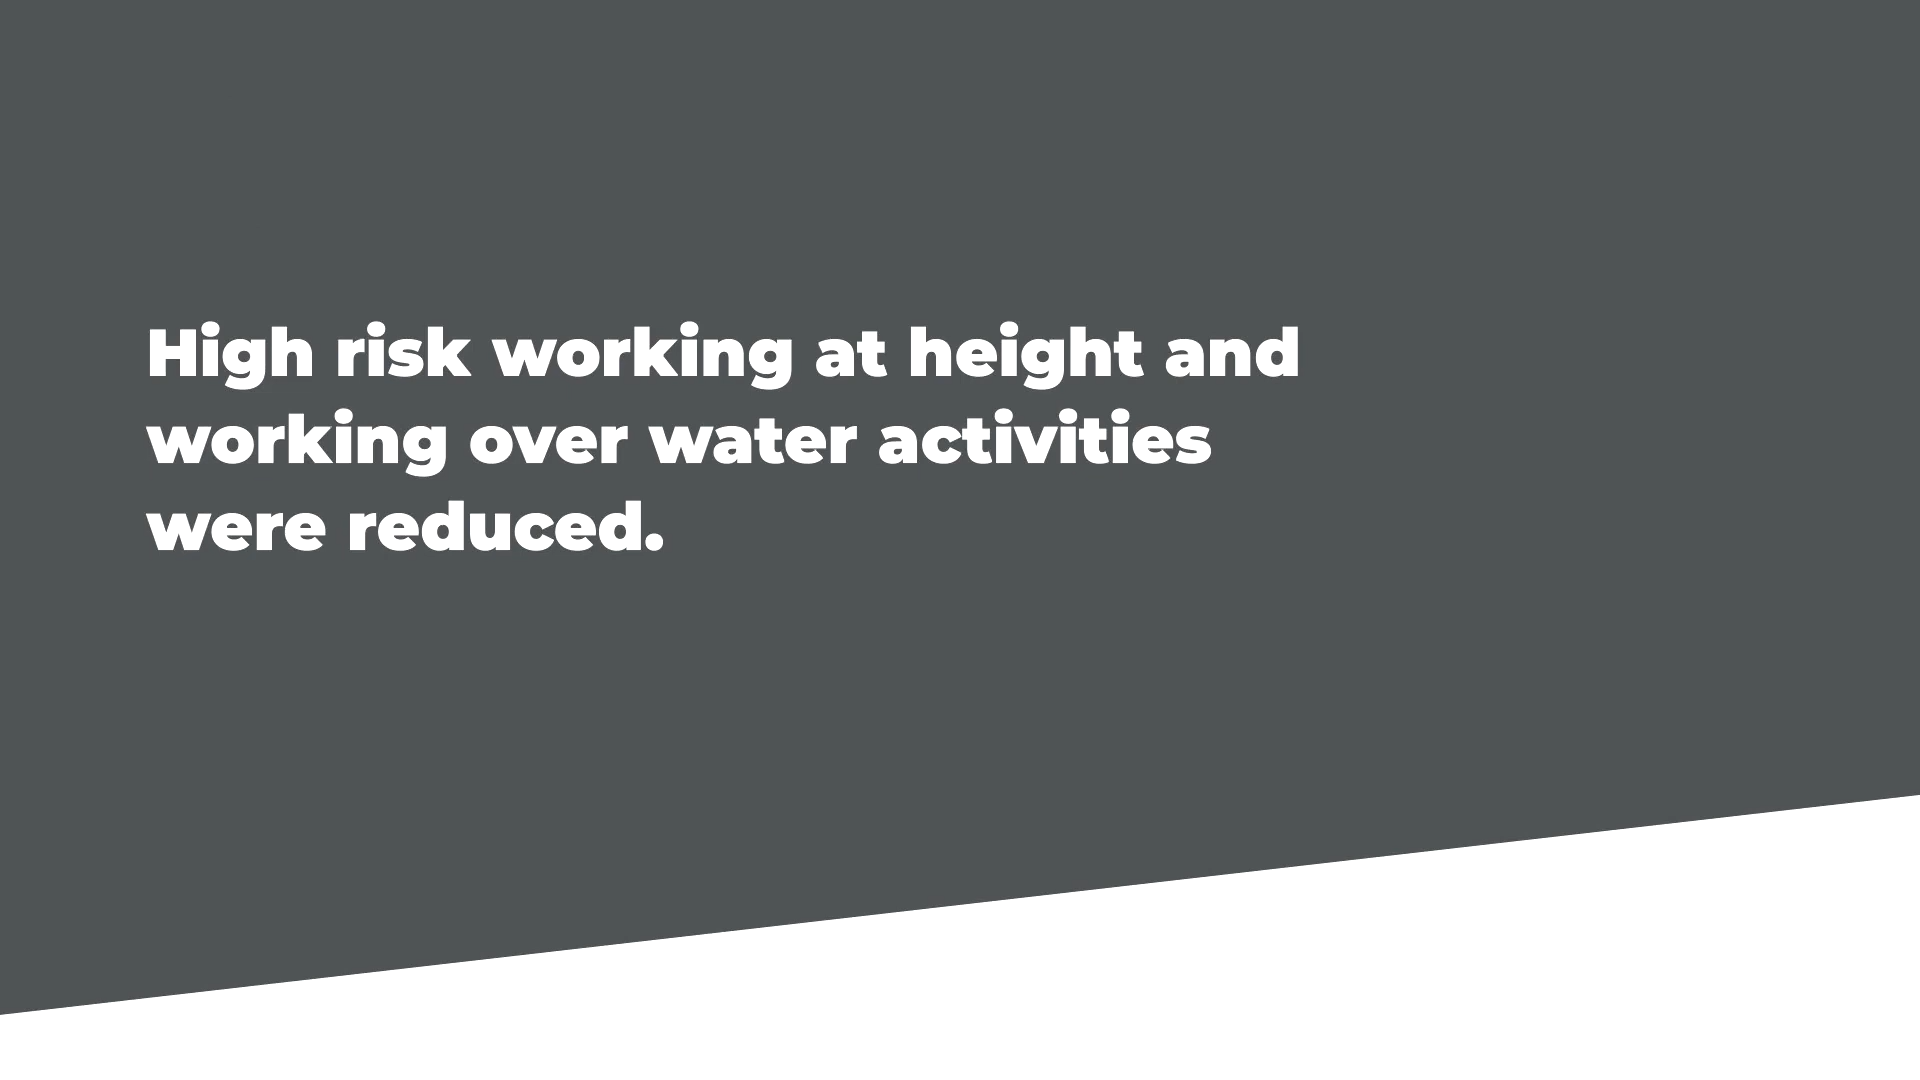 High risk working at height and
working over water activities
were reduced.